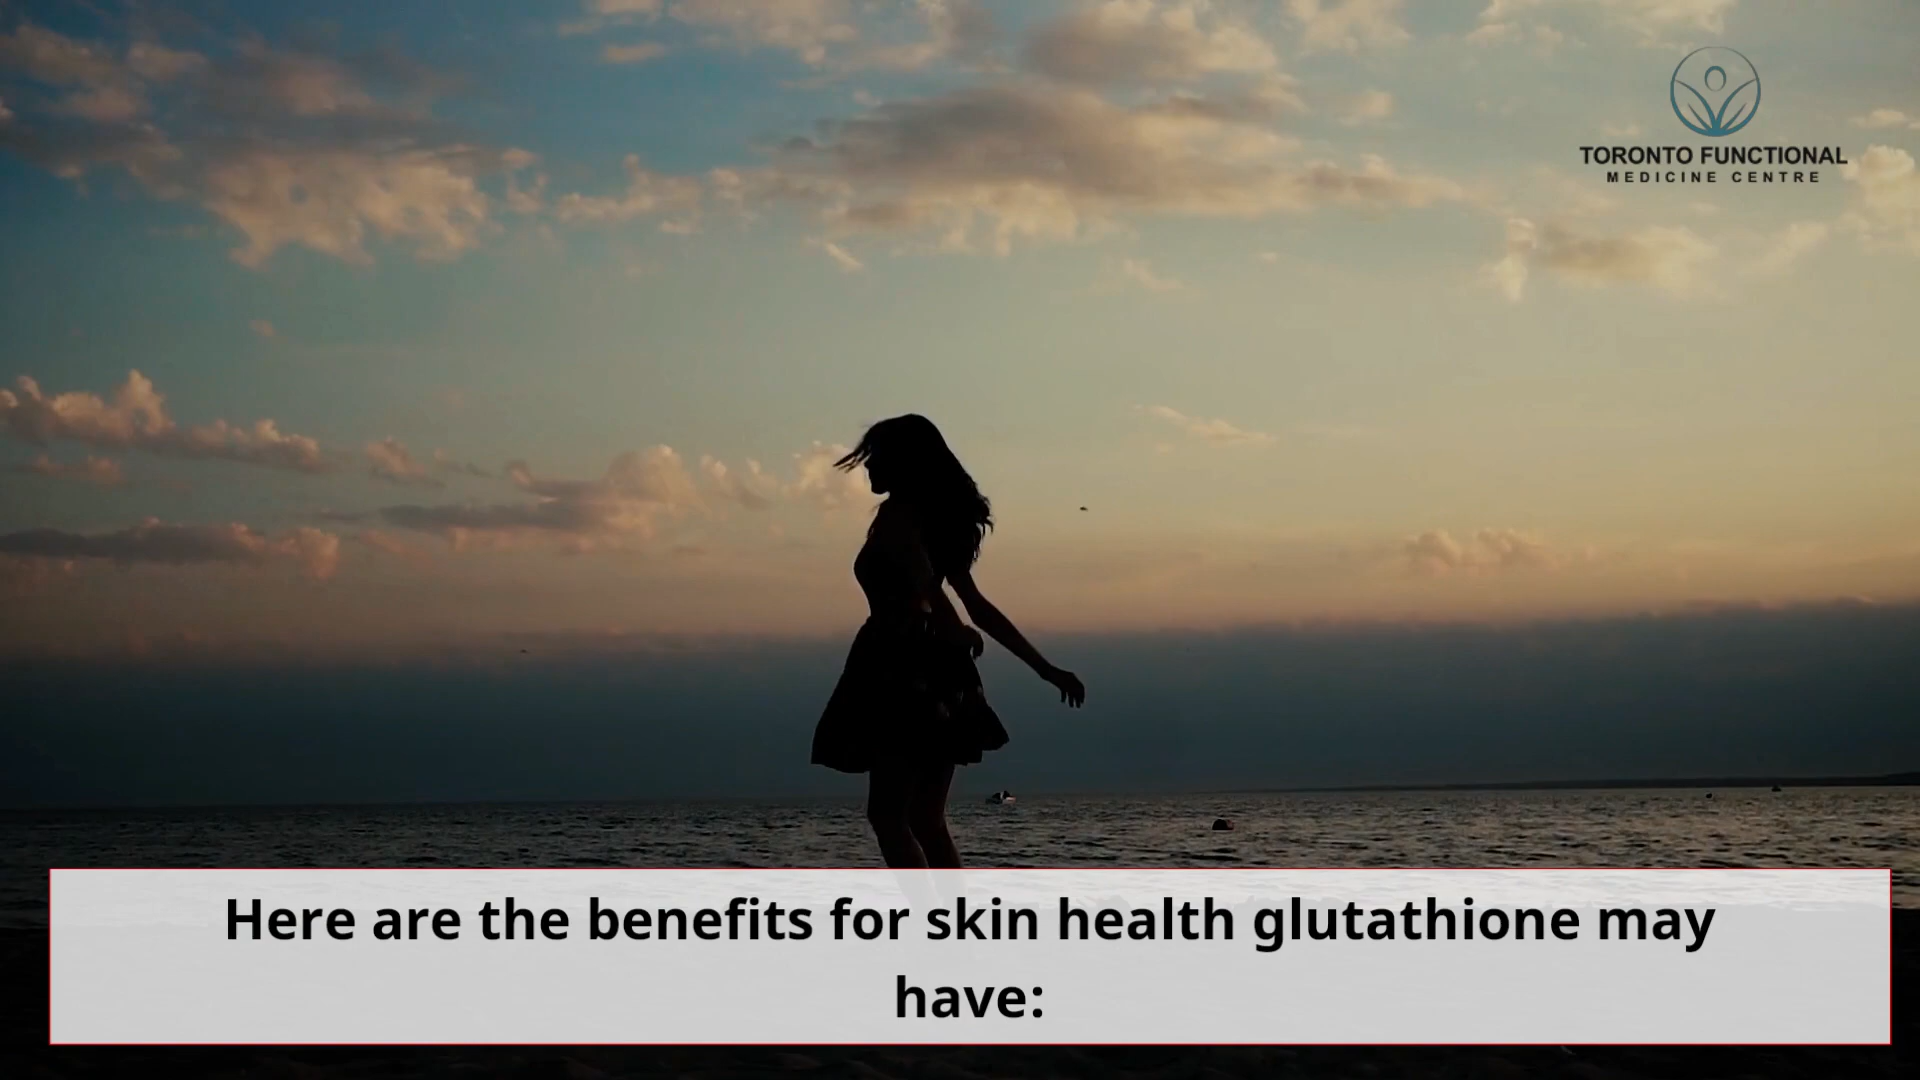 TORONTO FUNCTIONAL
MEDICINE CENTRE
Here are the benefits for skin health glutathione may
have: